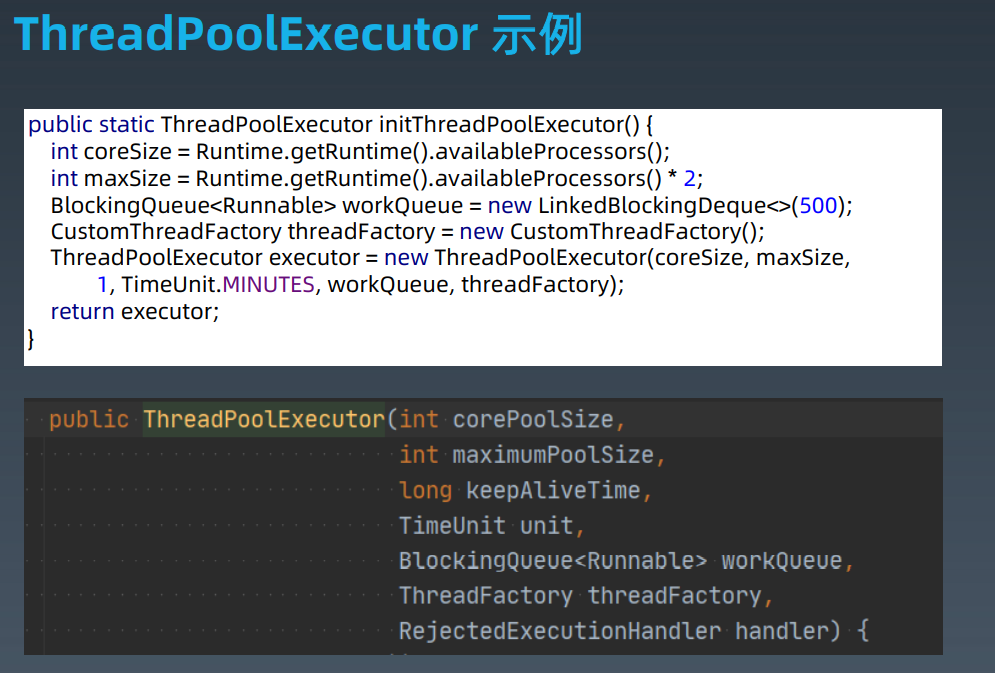 ThreadPoolExecutor 示例
public static ThreadPoolExecutor initThreadPoolExecutor() {
int coreSize = Runtime.getRuntime().availableProcessors();
int maxSize = Runtime.getRuntime().availableProcessors() * 2;
BlockingQueue<Runnable> workQueue = new LinkedBlockingDeque<>(500);
CustomThreadFactory threadFactory = new CustomThreadFactory();
ThreadPoolExecutor executor = new ThreadPoolExecutor(coreSize, maxSize,
1, TimeUnit.MINUTES, workQueue, threadFactory);
return executor;
}
public ThreadPoolExecutor(int corePoolSize,
int maximumPoolSize,
long keepAliveTime,
TimeUnit unit,
BlockingQueue<Runnable> workQueue,
ThreadFactory threadFactory,
RejectedExecutionHandler handler) {